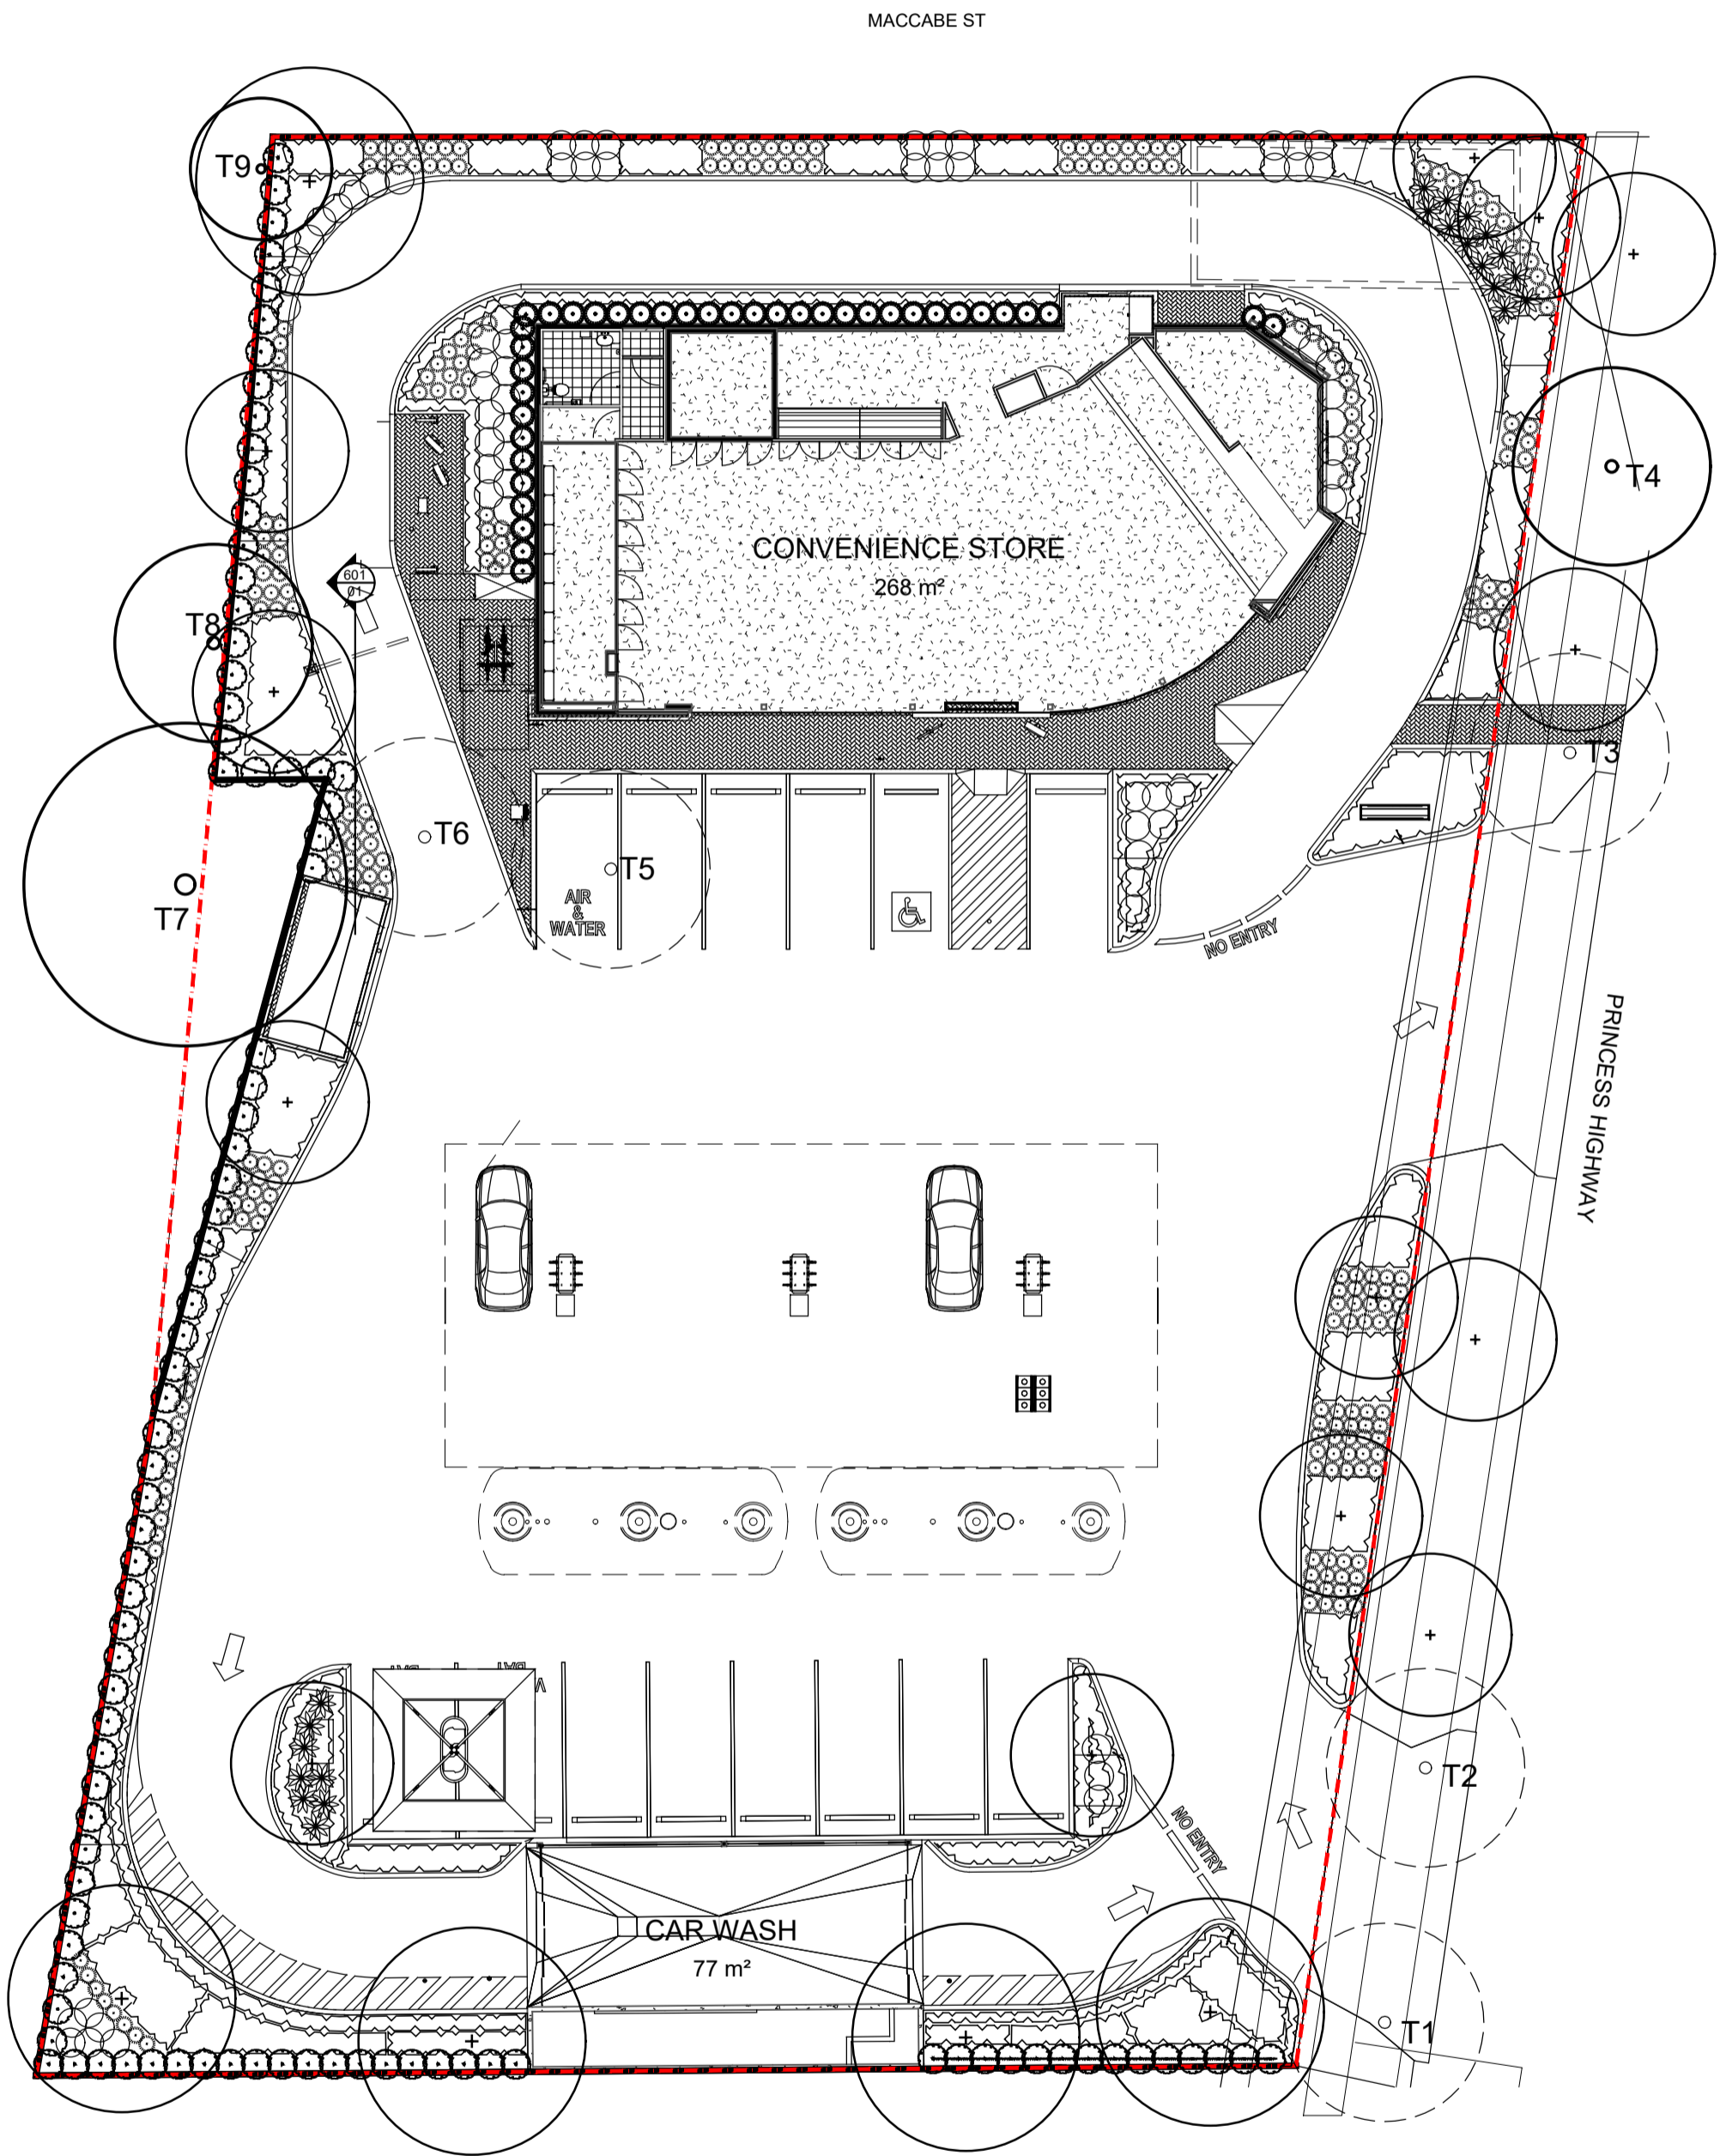 MACCABE ST
T9
T4
CONVENIENCE STORE
268 m²
601
01
T8
T3
T6
T5
AIR
&
WATER
T7
NO ENTRY
PRINCESS HIGHWAY
T2
NO ENTRY
CAR WASH
77 m²
T1